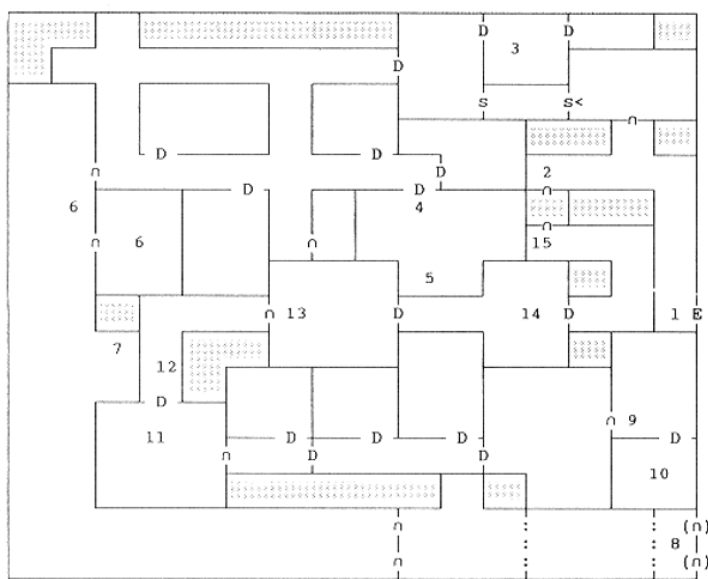 D D
3
D
s s<
∩
D D D 2
∩ D D ∩
6 4
∩ 6 ∩ 15
5
∩ 13 D 14 D 1 E
7
12
D
11 ∩ 9
D D D
∩ D D
10
∩ : : (∩)
: : 8
∩ : : (∩)